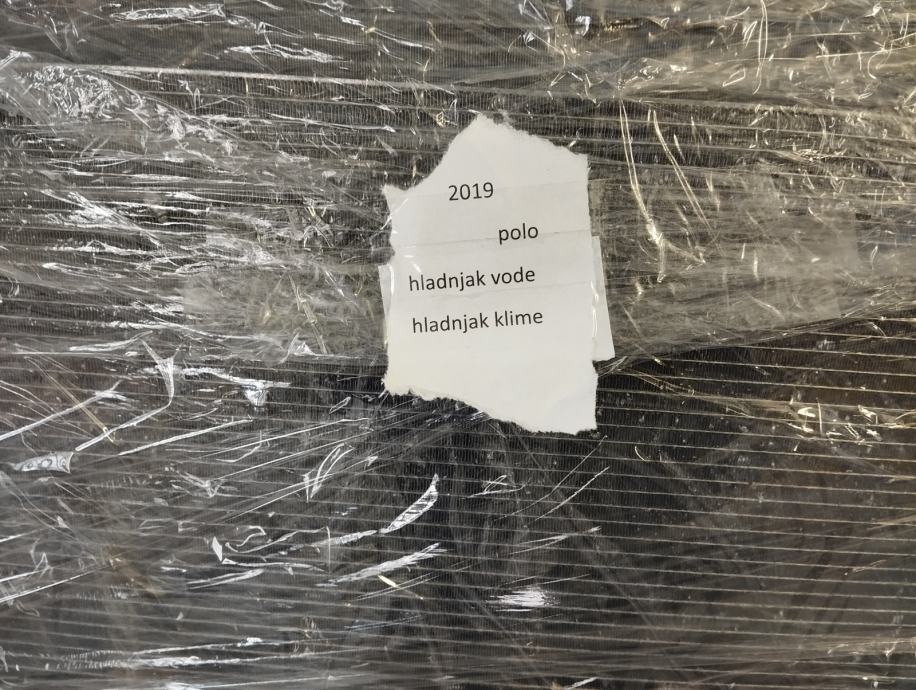 2019
polo
hladnjak vode
hladnjak klime